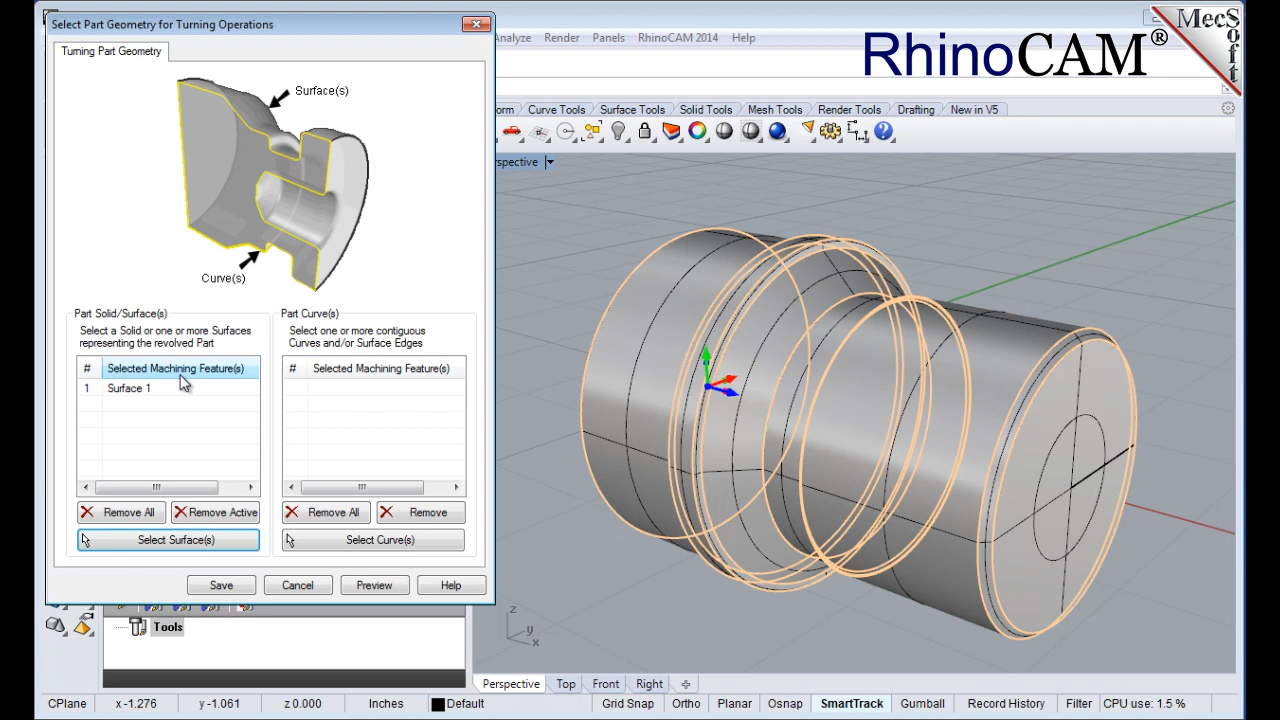 Select Part Geometry for Turning Operations
Analyze Render Panels RhinoCAM 2014 Help
RhinoCAM®
MecSoft
Turning Part Geometry
Surface(s)
Curve(s)
Curve Tools Surface Tools Solid Tools Mesh Tools Render Tools Drafting New in V5
Part Solid/Surface(s)
Select a Solid or one or more Surfaces
representing the revolved Part
# Selected Machining Feature(s)
1 Surface 1
Remove All Remove Active
Select Surface(s)
Part Curve(s)
Select one or more contiguous
Curves and/or Surface Edges
# Selected Machining Feature(s)
Remove All Remove
Select Curve(s)
Save Cancel Preview Help
Tools
z
y
x
Perspective Top Front Right
CPlane x -1.276 y -1.061 z 0.000 Inches Default Grid Snap Ortho Planar Osnap SmartTrack Gumball Record History Filter CPU use: 1.5 %